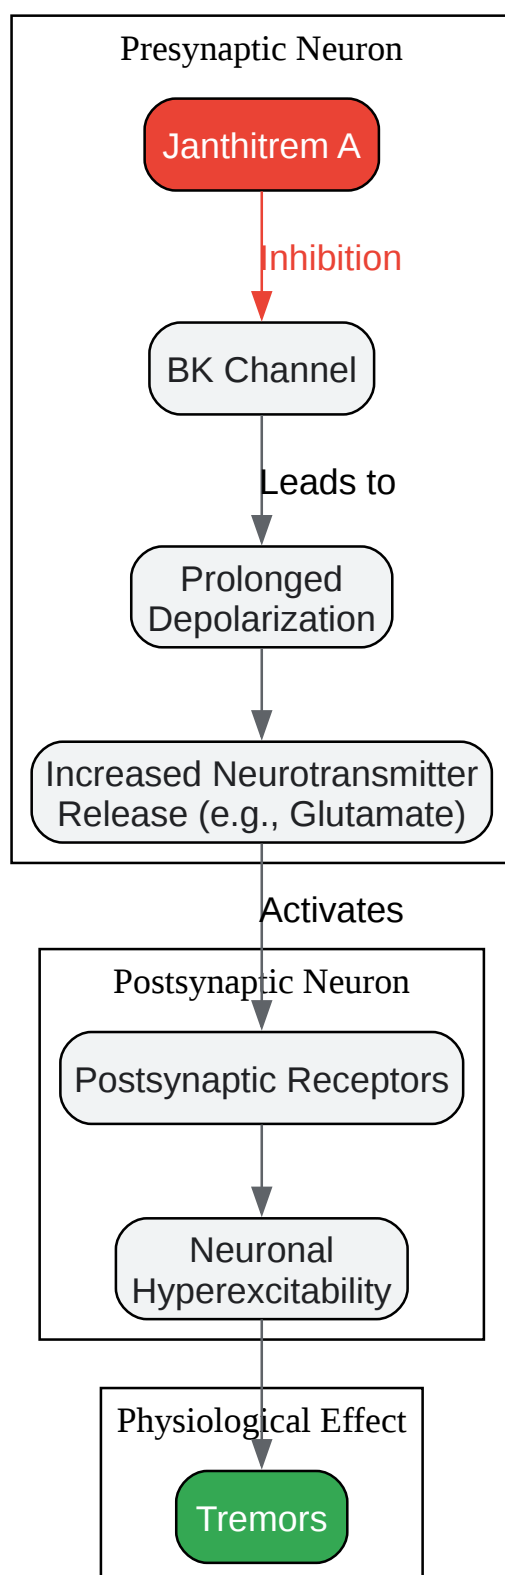 Presynaptic Neuron
Janthitrem A
Inhibition
BK Channel
Leads to
Prolonged
Depolarization
Increased Neurotransmitter
Release (e.g., Glutamate)
Activates
Postsynaptic Neuron
Postsynaptic Receptors
Neuronal
Hyperexcitability
Physiological Effect
Tremors